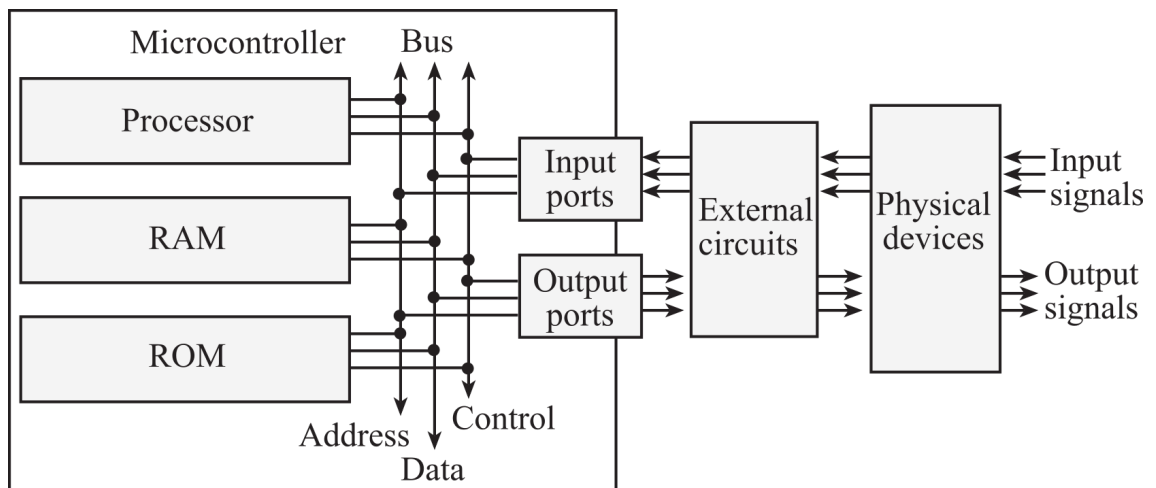 Microcontroller
Bus
Processor
RAM
ROM
Address
Data
Control
Input
ports
Output
ports
External
circuits
Physical
devices
Input
signals
Output
signals